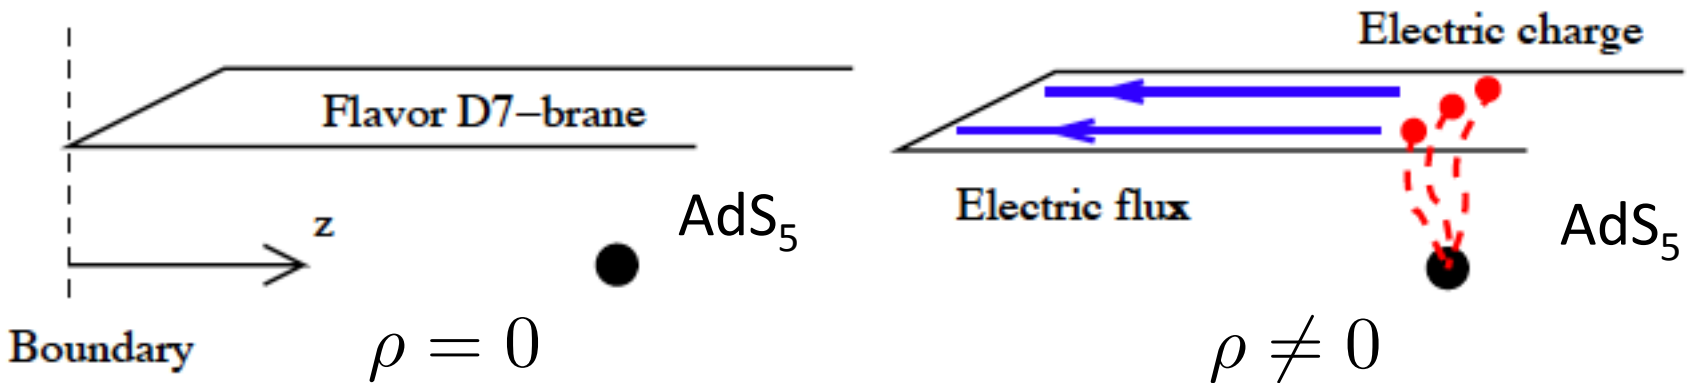 Flavor D7–brane
z
AdS₅
Boundary
ρ = 0
Electric charge
Electric flux
AdS₅
ρ ≠ 0